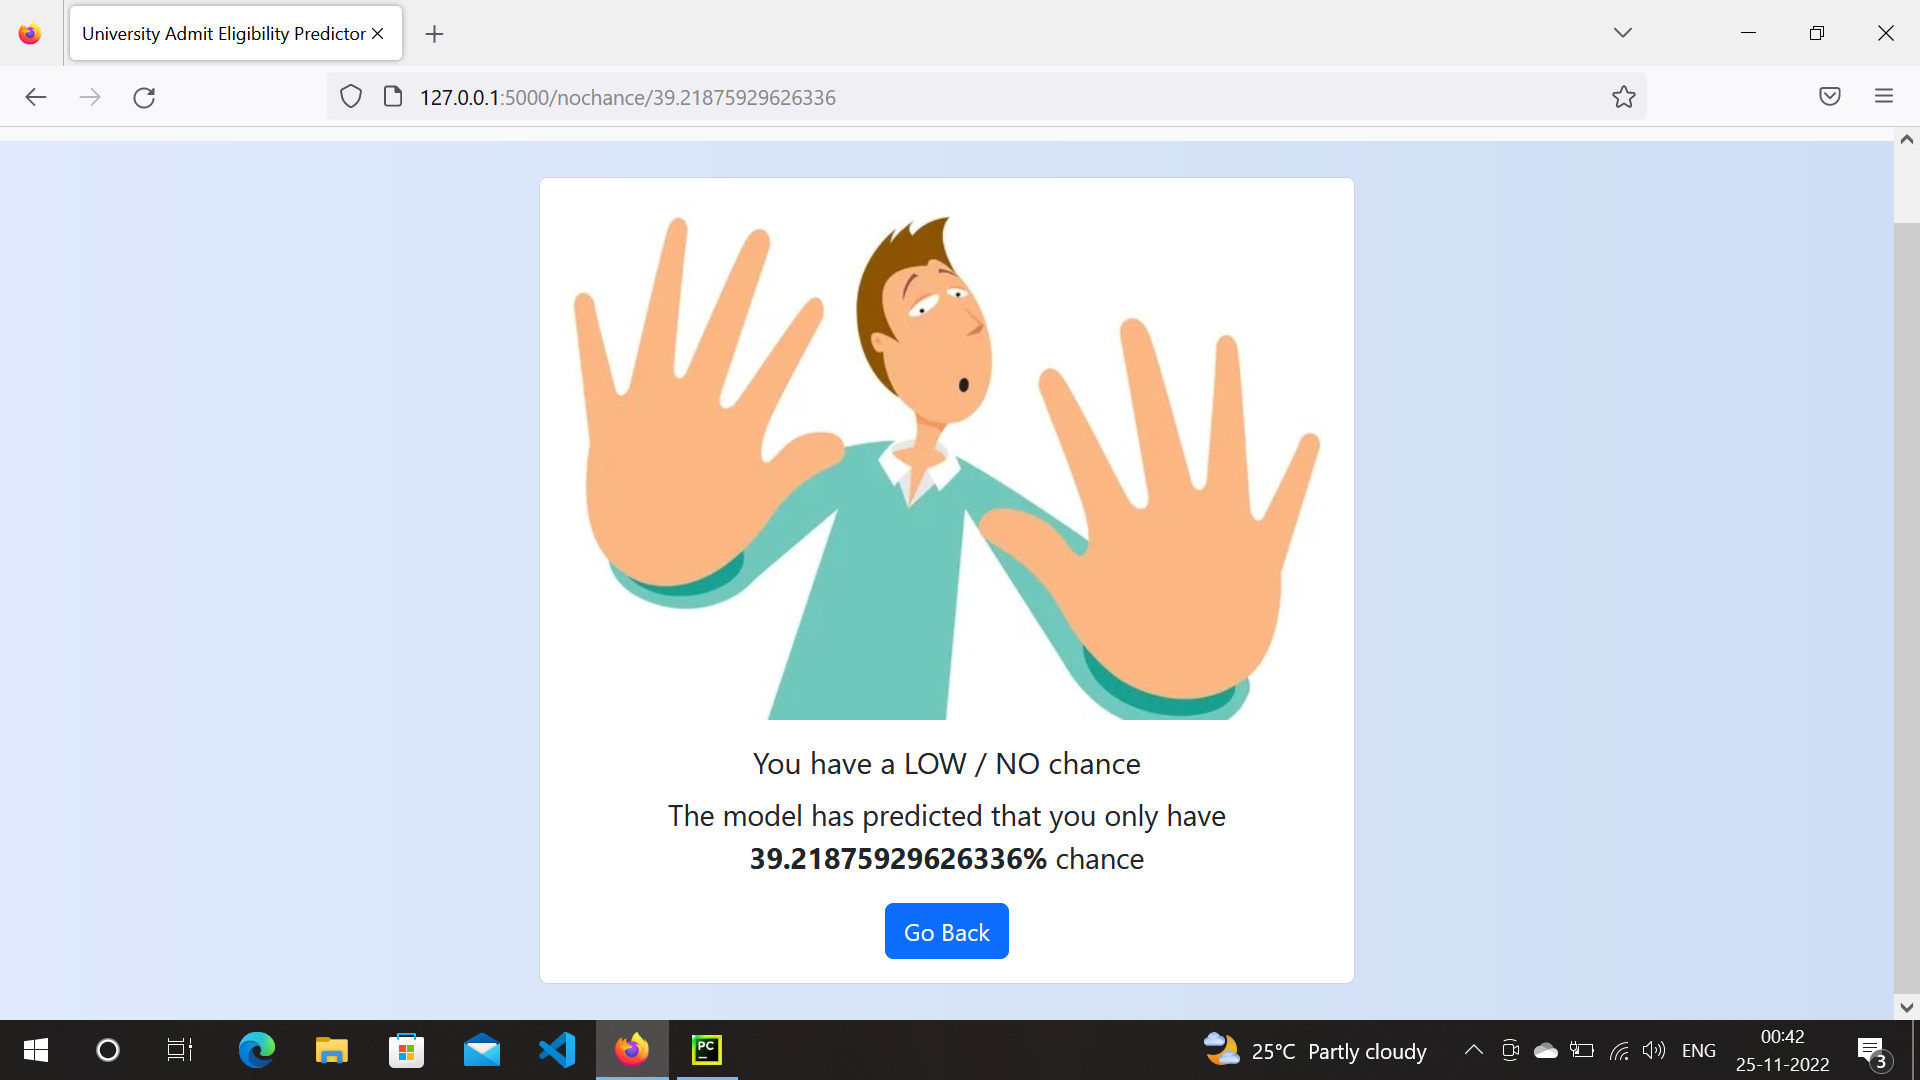 University Admit Eligibility Predictor
127.0.0.1:5000/nochance/39.21875929626336
You have a LOW / NO chance
The model has predicted that you only have
39.21875929626336% chance
Go Back
PC
25°C Partly cloudy
ENG
00:42
25-11-2022
3